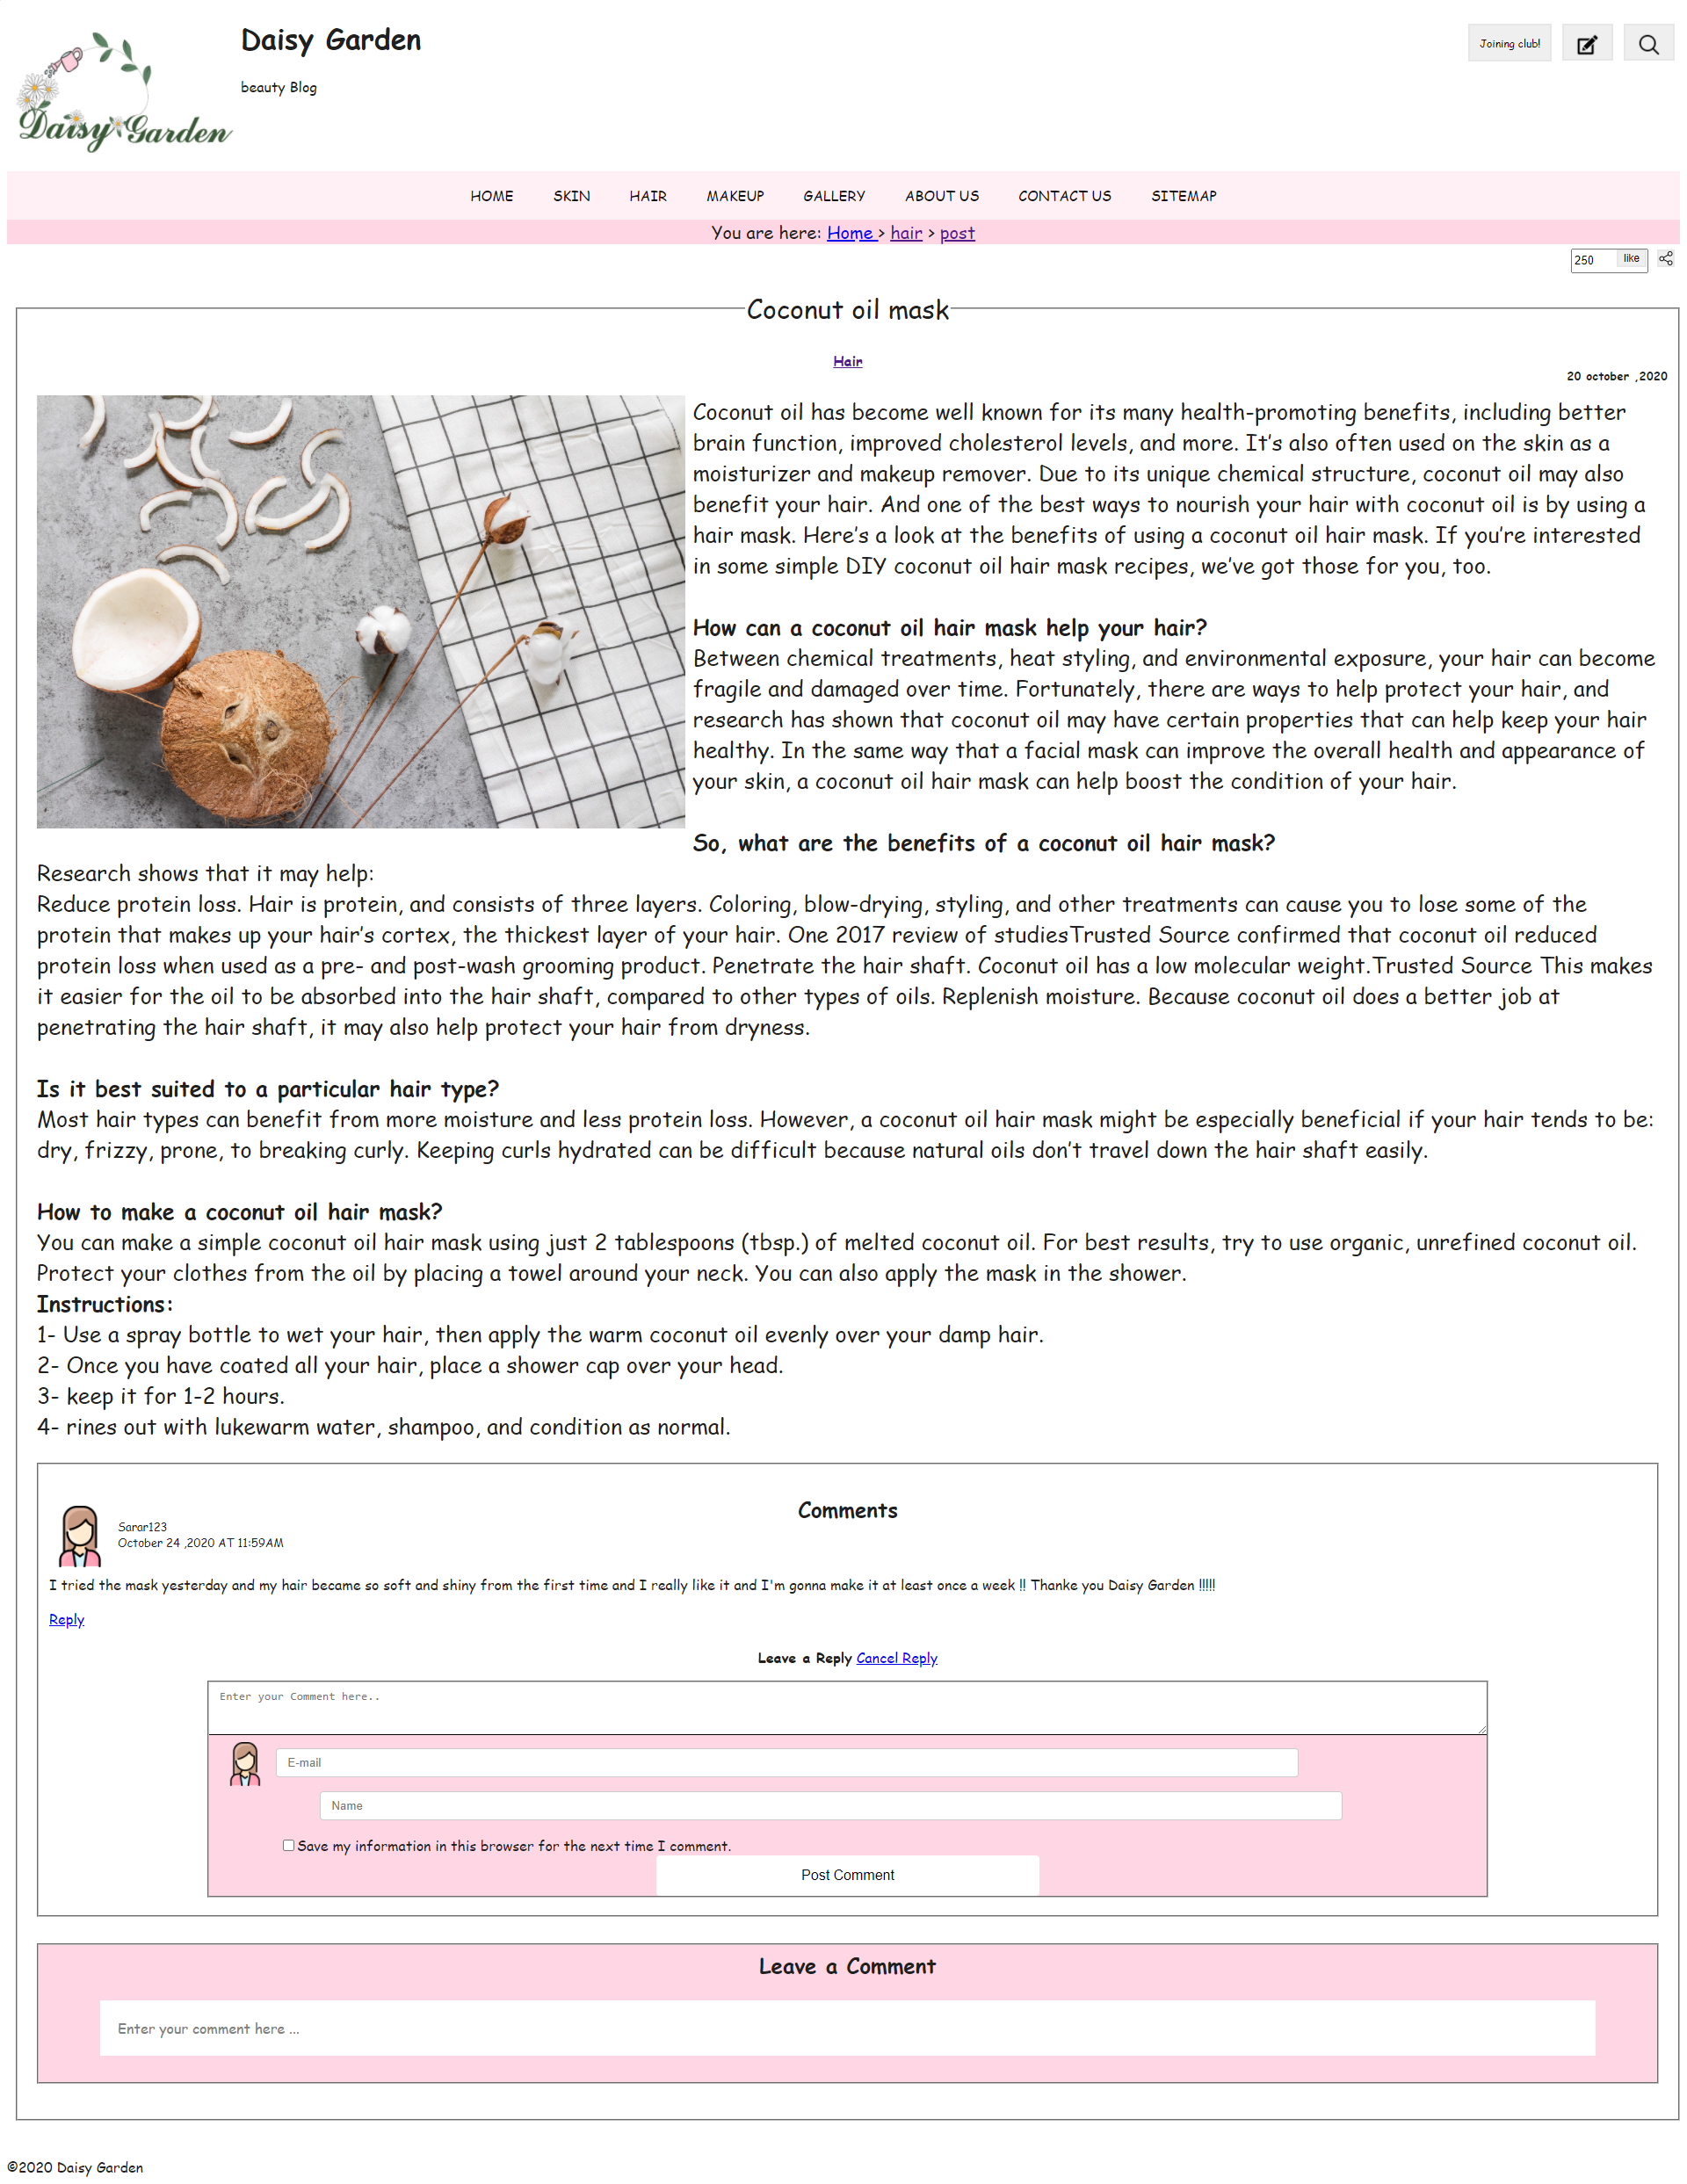 Daisy Garden
Daisy Garden
beauty Blog
Joining club!
HOME SKIN HAIR MAKEUP GALLERY ABOUT US CONTACT US SITEMAP
You are here: Home > hair > post
250 like
Coconut oil mask
Hair
20 october ,2020
Coconut oil has become well known for its many health-promoting benefits, including better
brain function, improved cholesterol levels, and more. It’s also often used on the skin as a
moisturizer and makeup remover. Due to its unique chemical structure, coconut oil may also
benefit your hair. And one of the best ways to nourish your hair with coconut oil is by using a
hair mask. Here’s a look at the benefits of using a coconut oil hair mask. If you’re interested
in some simple DIY coconut oil hair mask recipes, we’ve got those for you, too.
How can a coconut oil hair mask help your hair?
Between chemical treatments, heat styling, and environmental exposure, your hair can become
fragile and damaged over time. Fortunately, there are ways to help protect your hair, and
research has shown that coconut oil may have certain properties that can help keep your hair
healthy. In the same way that a facial mask can improve the overall health and appearance of
your skin, a coconut oil hair mask can help boost the condition of your hair.
So, what are the benefits of a coconut oil hair mask?
Research shows that it may help:
Reduce protein loss. Hair is protein, and consists of three layers. Coloring, blow-drying, styling, and other treatments can cause you to lose some of the
protein that makes up your hair’s cortex, the thickest layer of your hair. One 2017 review of studiesTrusted Source confirmed that coconut oil reduced
protein loss when used as a pre- and post-wash grooming product. Penetrate the hair shaft. Coconut oil has a low molecular weight.Trusted Source This makes
it easier for the oil to be absorbed into the hair shaft, compared to other types of oils. Replenish moisture. Because coconut oil does a better job at
penetrating the hair shaft, it may also help protect your hair from dryness.
Is it best suited to a particular hair type?
Most hair types can benefit from more moisture and less protein loss. However, a coconut oil hair mask might be especially beneficial if your hair tends to be:
dry, frizzy, prone, to breaking curly. Keeping curls hydrated can be difficult because natural oils don’t travel down the hair shaft easily.
How to make a coconut oil hair mask?
You can make a simple coconut oil hair mask using just 2 tablespoons (tbsp.) of melted coconut oil. For best results, try to use organic, unrefined coconut oil.
Protect your clothes from the oil by placing a towel around your neck. You can also apply the mask in the shower.
Instructions:
1- Use a spray bottle to wet your hair, then apply the warm coconut oil evenly over your damp hair.
2- Once you have coated all your hair, place a shower cap over your head.
3- keep it for 1-2 hours.
4- rines out with lukewarm water, shampoo, and condition as normal.
Comments
Sarar123
October 24 ,2020 AT 11:59AM
I tried the mask yesterday and my hair became so soft and shiny from the first time and I really like it and I'm gonna make it at least once a week !! Thanke you Daisy Garden !!!!!
Reply
Leave a Reply Cancel Reply
Enter your Comment here..
E-mail
Name
Save my information in this browser for the next time I comment.
Post Comment
Leave a Comment
Enter your comment here ...
©2020 Daisy Garden